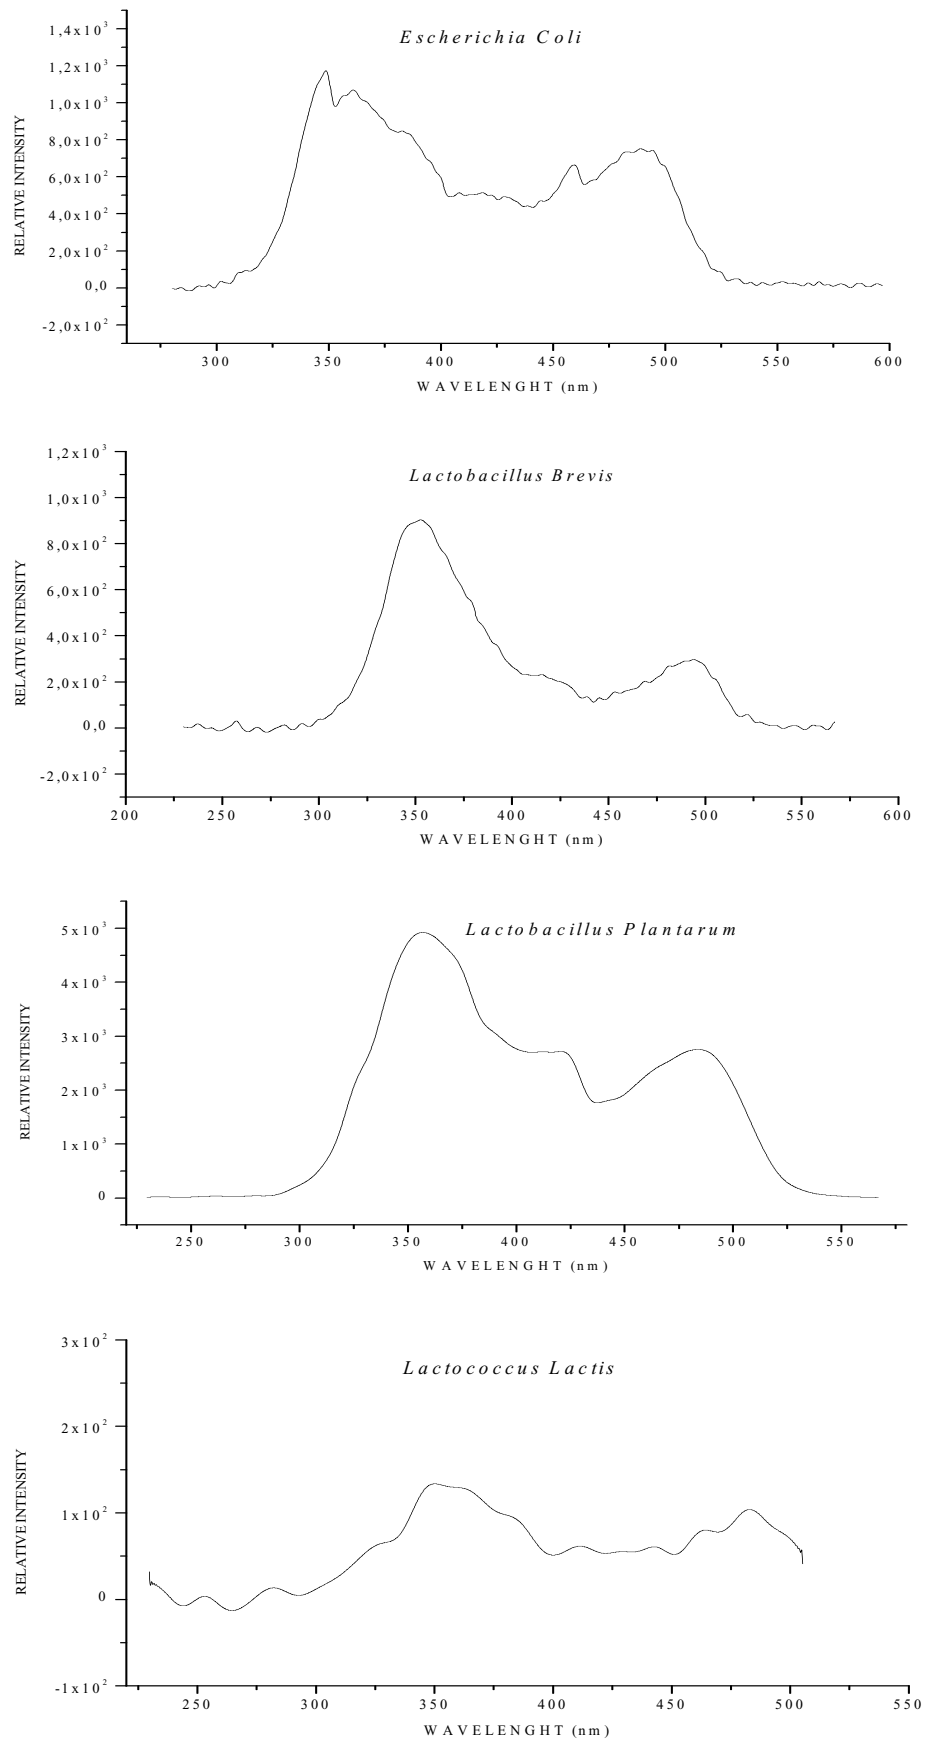 Escherichia Coli
1,4x10³
1,2x10³
1,0x10³
8,0x10²
6,0x10²
4,0x10²
2,0x10²
0,0
-2,0x10²
RELATIVE INTENSITY
300 350 400 450 500 550 600
WAVELENGHT (nm)
Lactobacillus Brevis
1,2x10³
1,0x10³
8,0x10²
6,0x10²
4,0x10²
2,0x10²
0,0
-2,0x10²
RELATIVE INTENSITY
200 250 300 350 400 450 500 550 600
WAVELENGHT (nm)
Lactobacillus Plantarum
5x10³
4x10³
3x10³
2x10³
1x10³
0
RELATIVE INTENSITY
250 300 350 400 450 500 550
WAVELENGHT (nm)
Lactococcus Lactis
3x10²
2x10²
1x10²
0
-1x10²
RELATIVE INTENSITY
250 300 350 400 450 500 550
WAVELENGHT (nm)